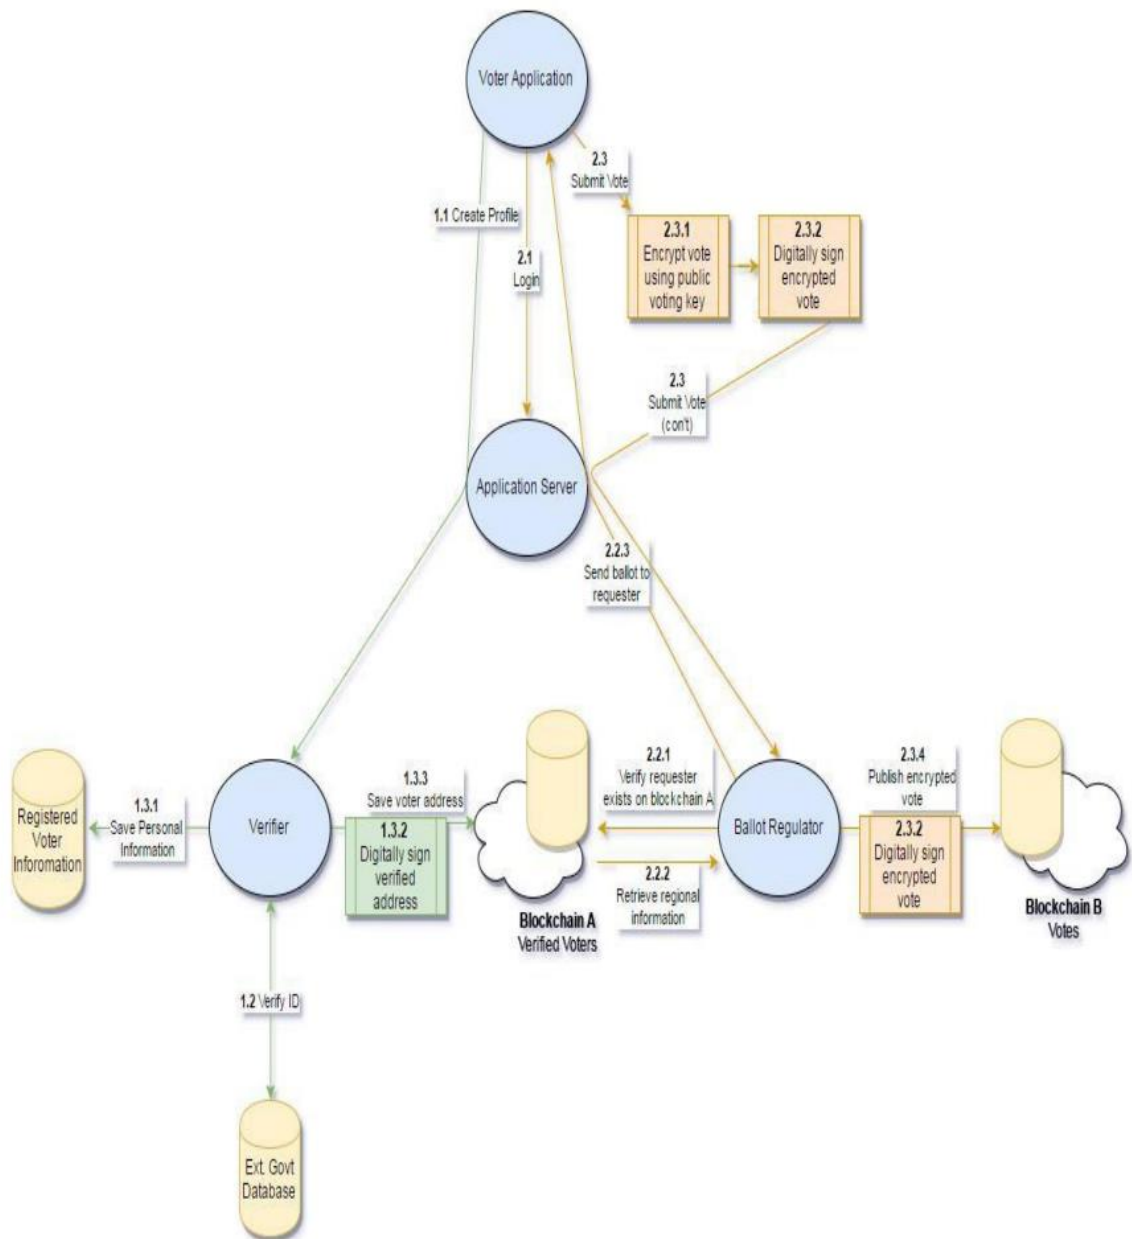 Voter Application
2.3
Submit Vote
1.1 Create Profile
2.1
Login
2.3.1
Encrypt vote
using public
voting key
2.3.2
Digitally sign
encrypted
vote
2.3
Submit Vote
(con't)
Application Server
2.2.3
Send ballot to
requester
Registered
Voter
Inforomation
1.3.1
Save Personal
Information
Verifier
1.3.3
Save voter address
1.3.2
Digitally sign
verified
address
Blockchain A
Verified Voters
2.2.1
Verify requester
exists on blockchain A
2.2.2
Retrieve regional
information
Ballot Regulator
2.3.4
Publish encrypted
vote
2.3.2
Digitally sign
encrypted
vote
Blockchain B
Votes
1.2 Verify ID
Ext. Govt
Database